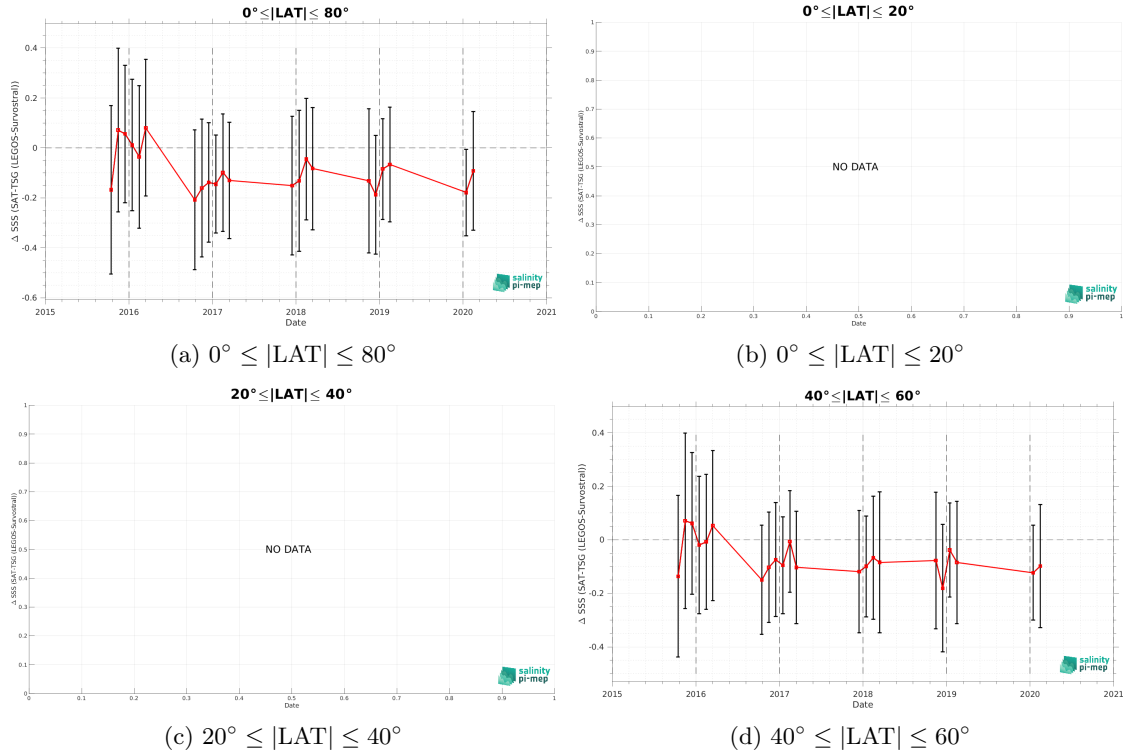 0°≤|LAT|≤ 80°
Δ SSS (SAT-TSG (LEGOS-Survostral))
0.4
0.2
0
-0.2
-0.4
-0.6
2015 2016 2017 2018 2019 2020 2021
Date
salinity
pi-mep
(a) 0° ≤ |LAT| ≤ 80°
0°≤|LAT|≤ 20°
Δ SSS (SAT-TSG (LEGOS-Survostral))
1
0.9
0.8
0.7
0.6
0.5
0.4
0.3
0.2
0.1
0
NO DATA
0 0.1 0.2 0.3 0.4 0.5 0.6 0.7 0.8 0.9 1
Date
salinity
pi-mep
(b) 0° ≤ |LAT| ≤ 20°
20°≤|LAT|≤ 40°
Δ SSS (SAT-TSG (LEGOS-Survostral))
1
0.9
0.8
0.7
0.6
0.5
0.4
0.3
0.2
0.1
0
NO DATA
0 0.1 0.2 0.3 0.4 0.5 0.6 0.7 0.8 0.9 1
Date
salinity
pi-mep
(c) 20° ≤ |LAT| ≤ 40°
40°≤|LAT|≤ 60°
Δ SSS (SAT-TSG (LEGOS-Survostral))
0.4
0.2
0
-0.2
-0.4
2015 2016 2017 2018 2019 2020 2021
Date
salinity
pi-mep
(d) 40° ≤ |LAT| ≤ 60°